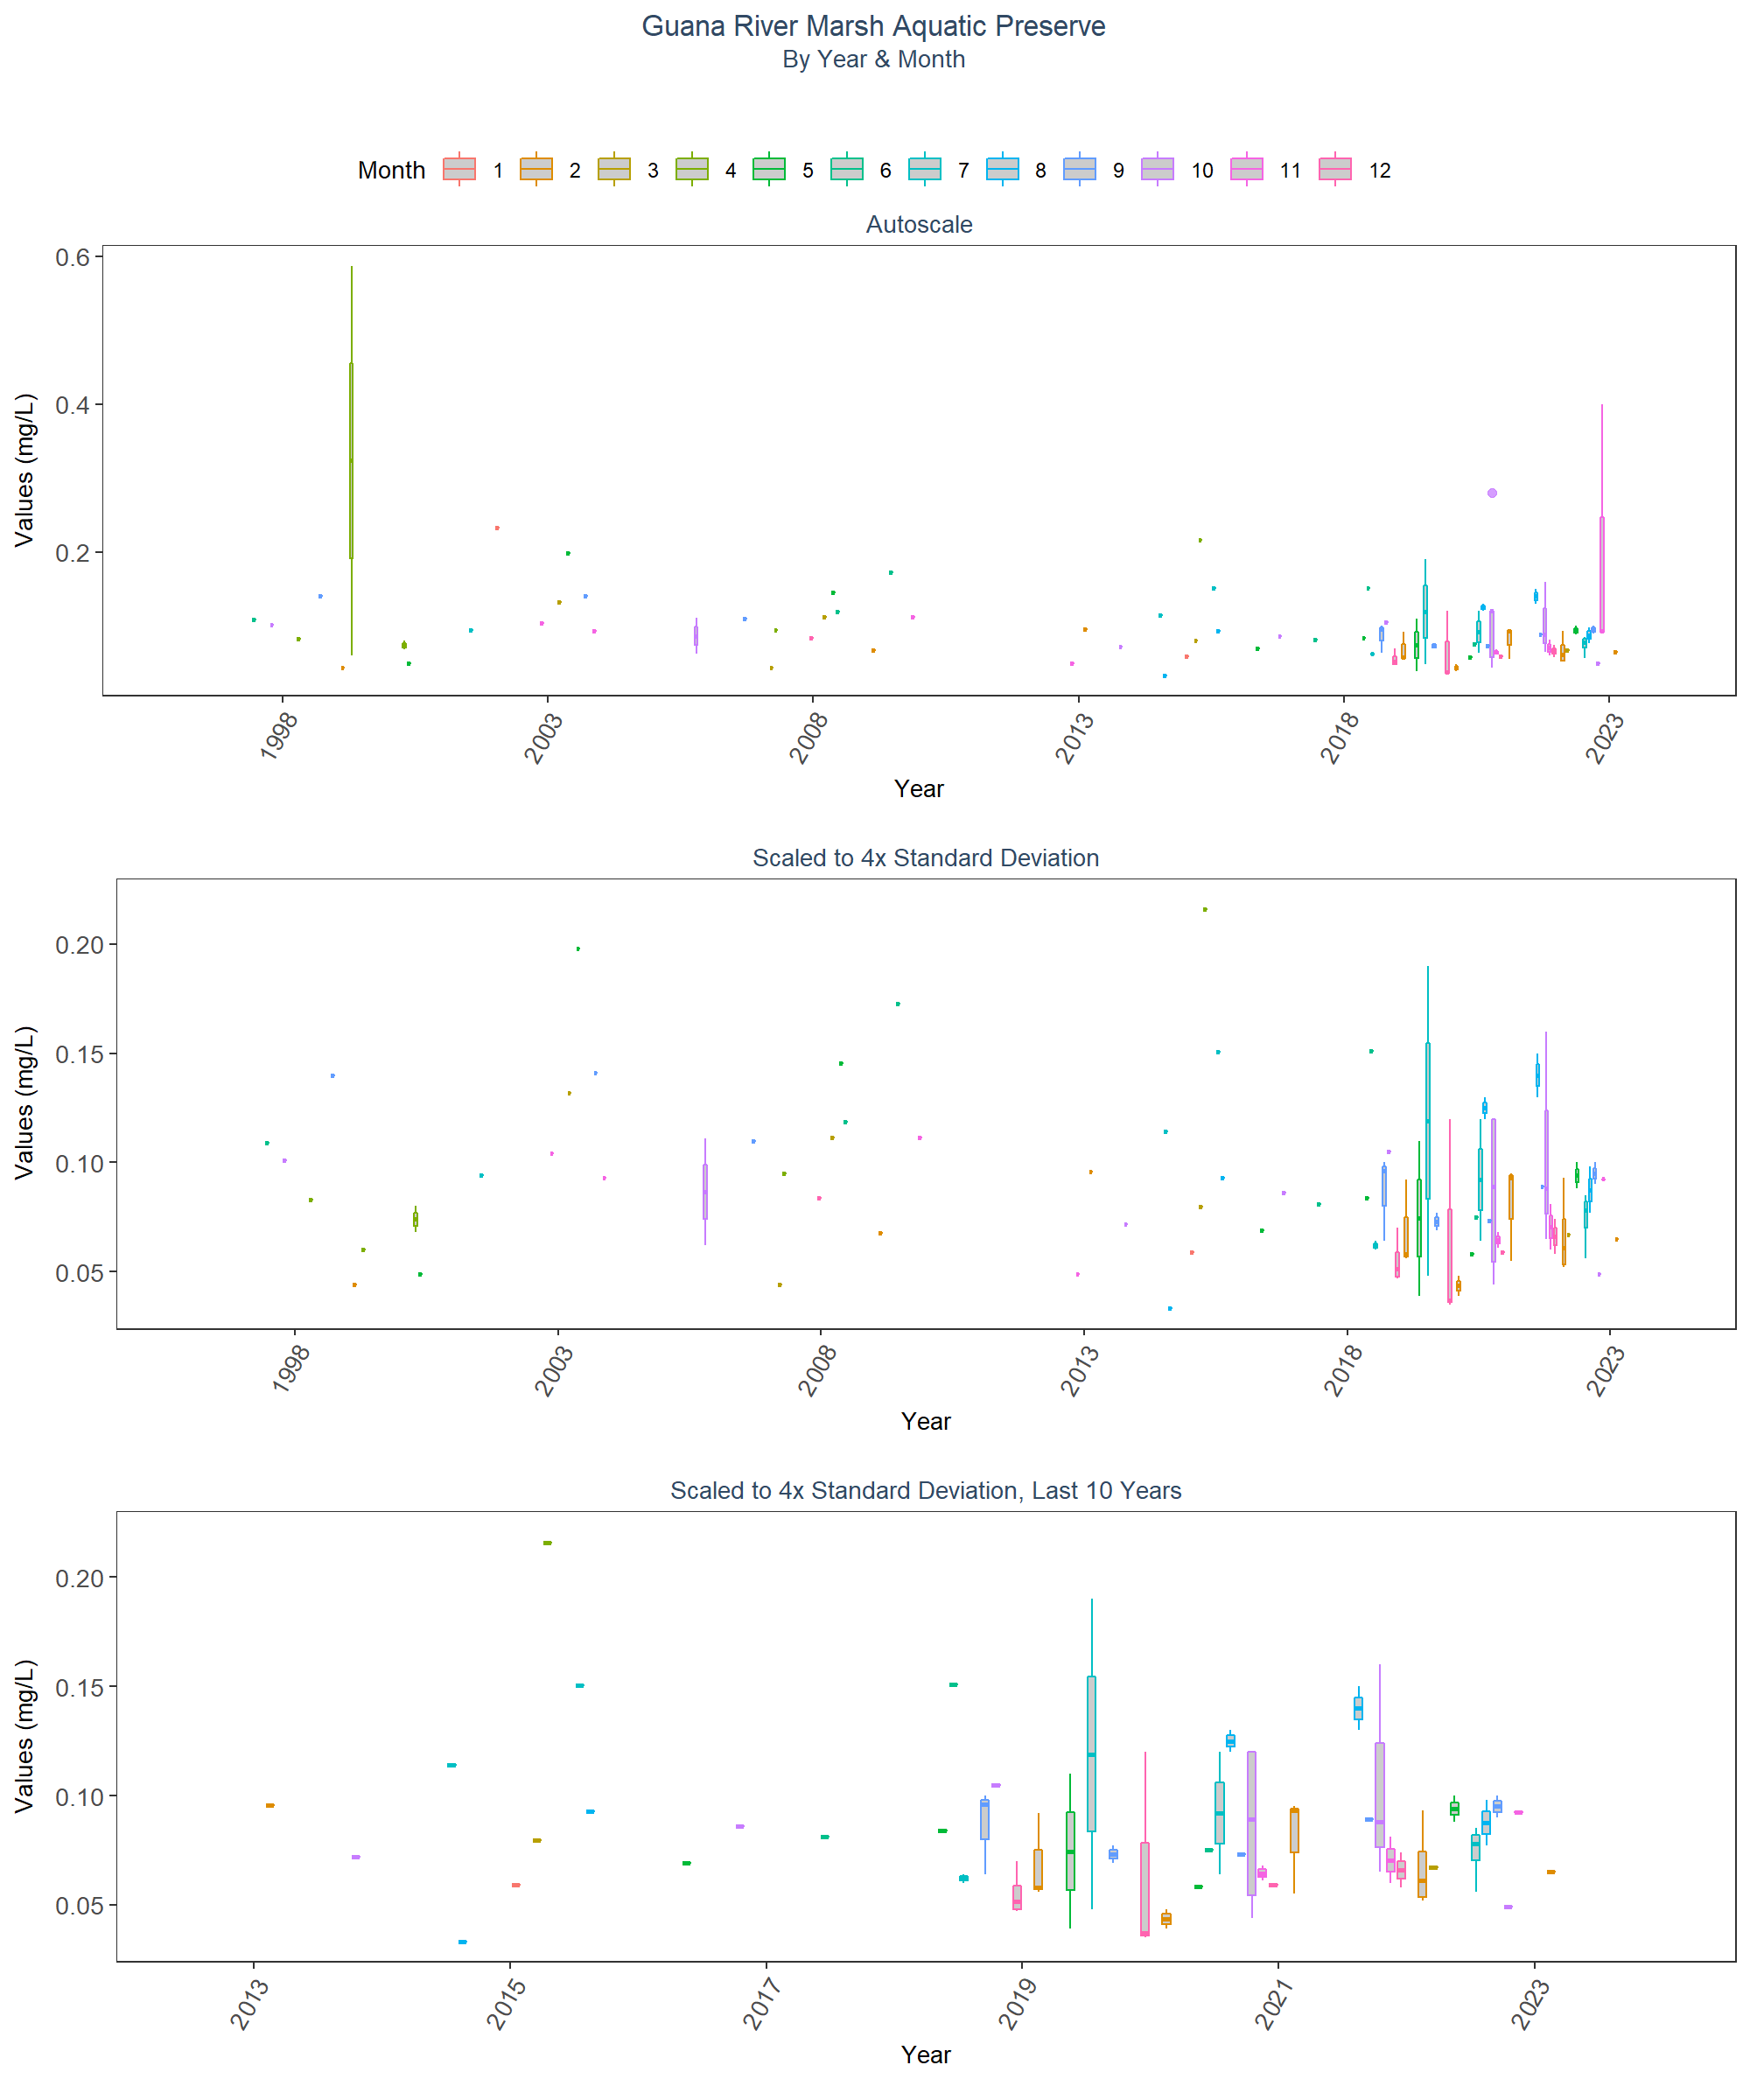 Guana River Marsh Aquatic Preserve
By Year & Month
Month 1 2 3 4 5 6 7 8 9 10 11 12
Autoscale
Values (mg/L)
0.6
0.4
0.2
1998 2003 2008 2013 2018 2023
Year
Scaled to 4x Standard Deviation
Values (mg/L)
0.20
0.15
0.10
0.05
1998 2003 2008 2013 2018 2023
Year
Scaled to 4x Standard Deviation, Last 10 Years
Values (mg/L)
0.20
0.15
0.10
0.05
2013 2015 2017 2019 2021 2023
Year